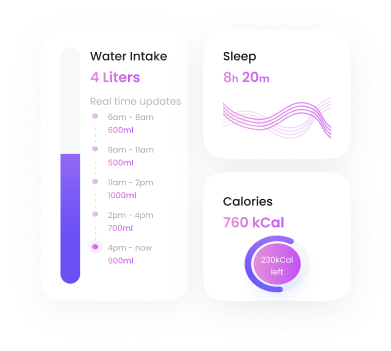 Water Intake
4 Liters
Real time updates
6am - 8am
600ml
9am - 11am
500ml
11am - 2pm
1000ml
2pm - 4pm
700ml
4pm - now
900ml
Sleep
8h 20m
Calories
760 kCal
230kCal
left